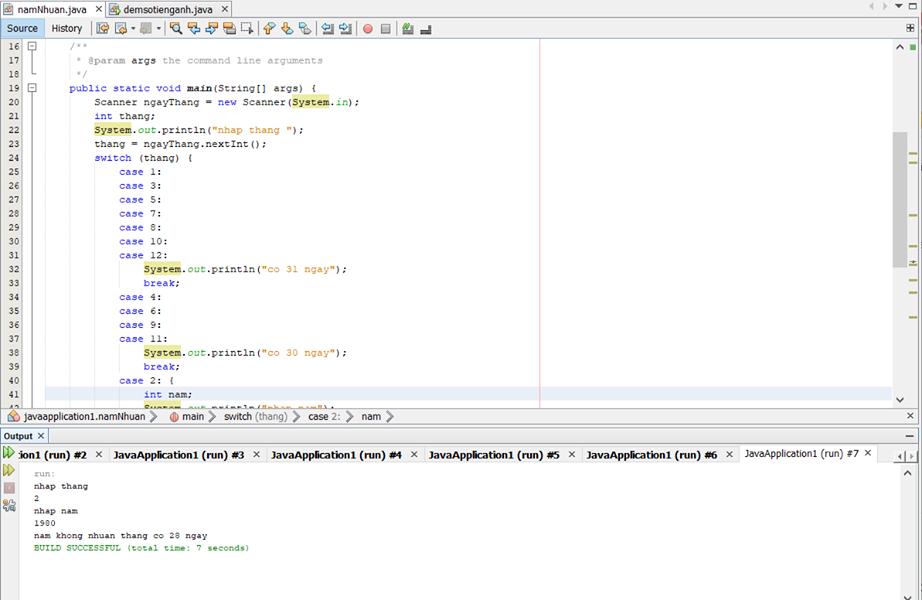 namNhuan.java × demsotienganh.java ×
Source History
16 /**
17 * @param args the command line arguments
18 */
19 public static void main(String[] args) {
20 Scanner ngayThang = new Scanner(System.in);
21 int thang;
22 System.out.println("nhap thang ");
23 thang = ngayThang.nextInt();
24 switch (thang) {
25 case 1:
26 case 3:
27 case 5:
28 case 7:
29 case 8:
30 case 10:
31 case 12:
32 System.out.println("co 31 ngay");
33 break;
34 case 4:
35 case 6:
36 case 9:
37 case 11:
38 System.out.println("co 30 ngay");
39 break;
40 case 2: {
41 int nam;
42 System.out.println("nhap nam");
javaapplication1.namNhuan main switch (thang) case 2: nam
Output ×
:ion1 (run) #2 × JavaApplication1 (run) #3 × JavaApplication1 (run) #4 × JavaApplication1 (run) #5 × JavaApplication1 (run) #6 × JavaApplication1 (run) #7 ×
run:
nhap thang
2
nhap nam
1980
nam khong nhuan thang co 28 ngay
BUILD SUCCESSFUL (total time: 7 seconds)